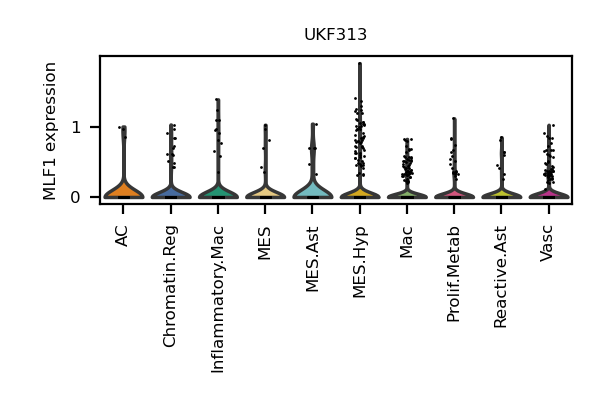 UKF313
MLF1 expression
1
0
AC
Chromatin.Reg
Inflammatory.Mac
MES
MES.Ast
MES.Hyp
Mac
Prolif.Metab
Reactive.Ast
Vasc